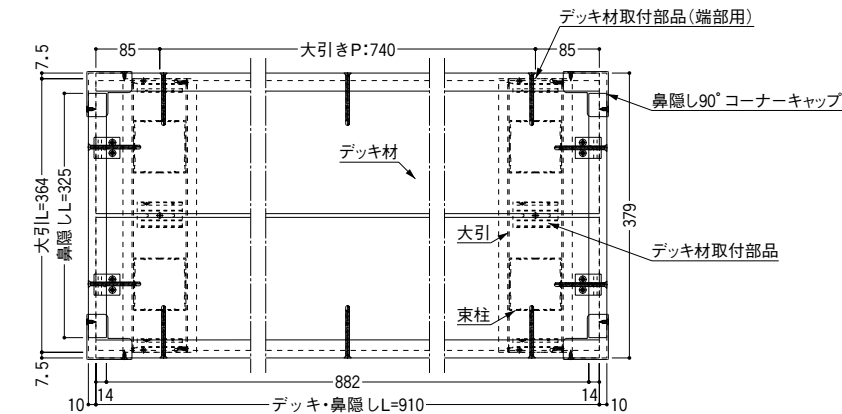 デッキ材取付部品(端部用)
85
大引きP:740
85
7.5
鼻隠し90°コーナーキャップ
デッキ材
大引L=364
鼻隠しL=325
379
大引
デッキ材取付部品
束柱
7.5
882
14
14
10
デッキ・鼻隠しL=910
10